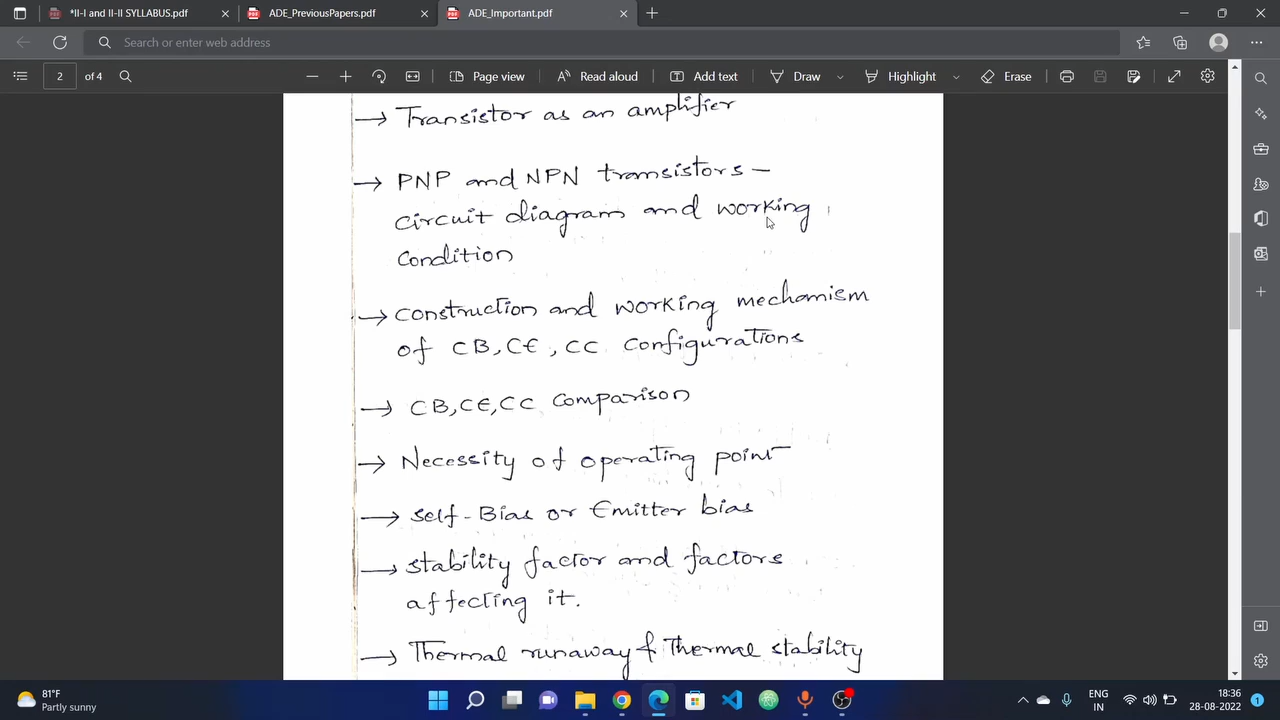 *II-I and II-II SYLLABUS.pdf
ADE_PreviousPapers.pdf
ADE_Important.pdf
Search or enter web address
2 of 4
Page view
Read aloud
Add text
Draw
Highlight
Erase
→ Transistor as an amplifier
→ PNP and NPN transistors –
circuit diagram and working
condition
→ construction and working mechanism
of CB, CE, CC configurations
→ CB, CE, CC comparison
→ Necessity of operating point
→ Self-Bias or Emitter bias
→ stability factor and factors
affecting it.
→ Thermal runaway & Thermal stability
81°F
Partly sunny
ENG
IN
18:36
28-08-2022
1